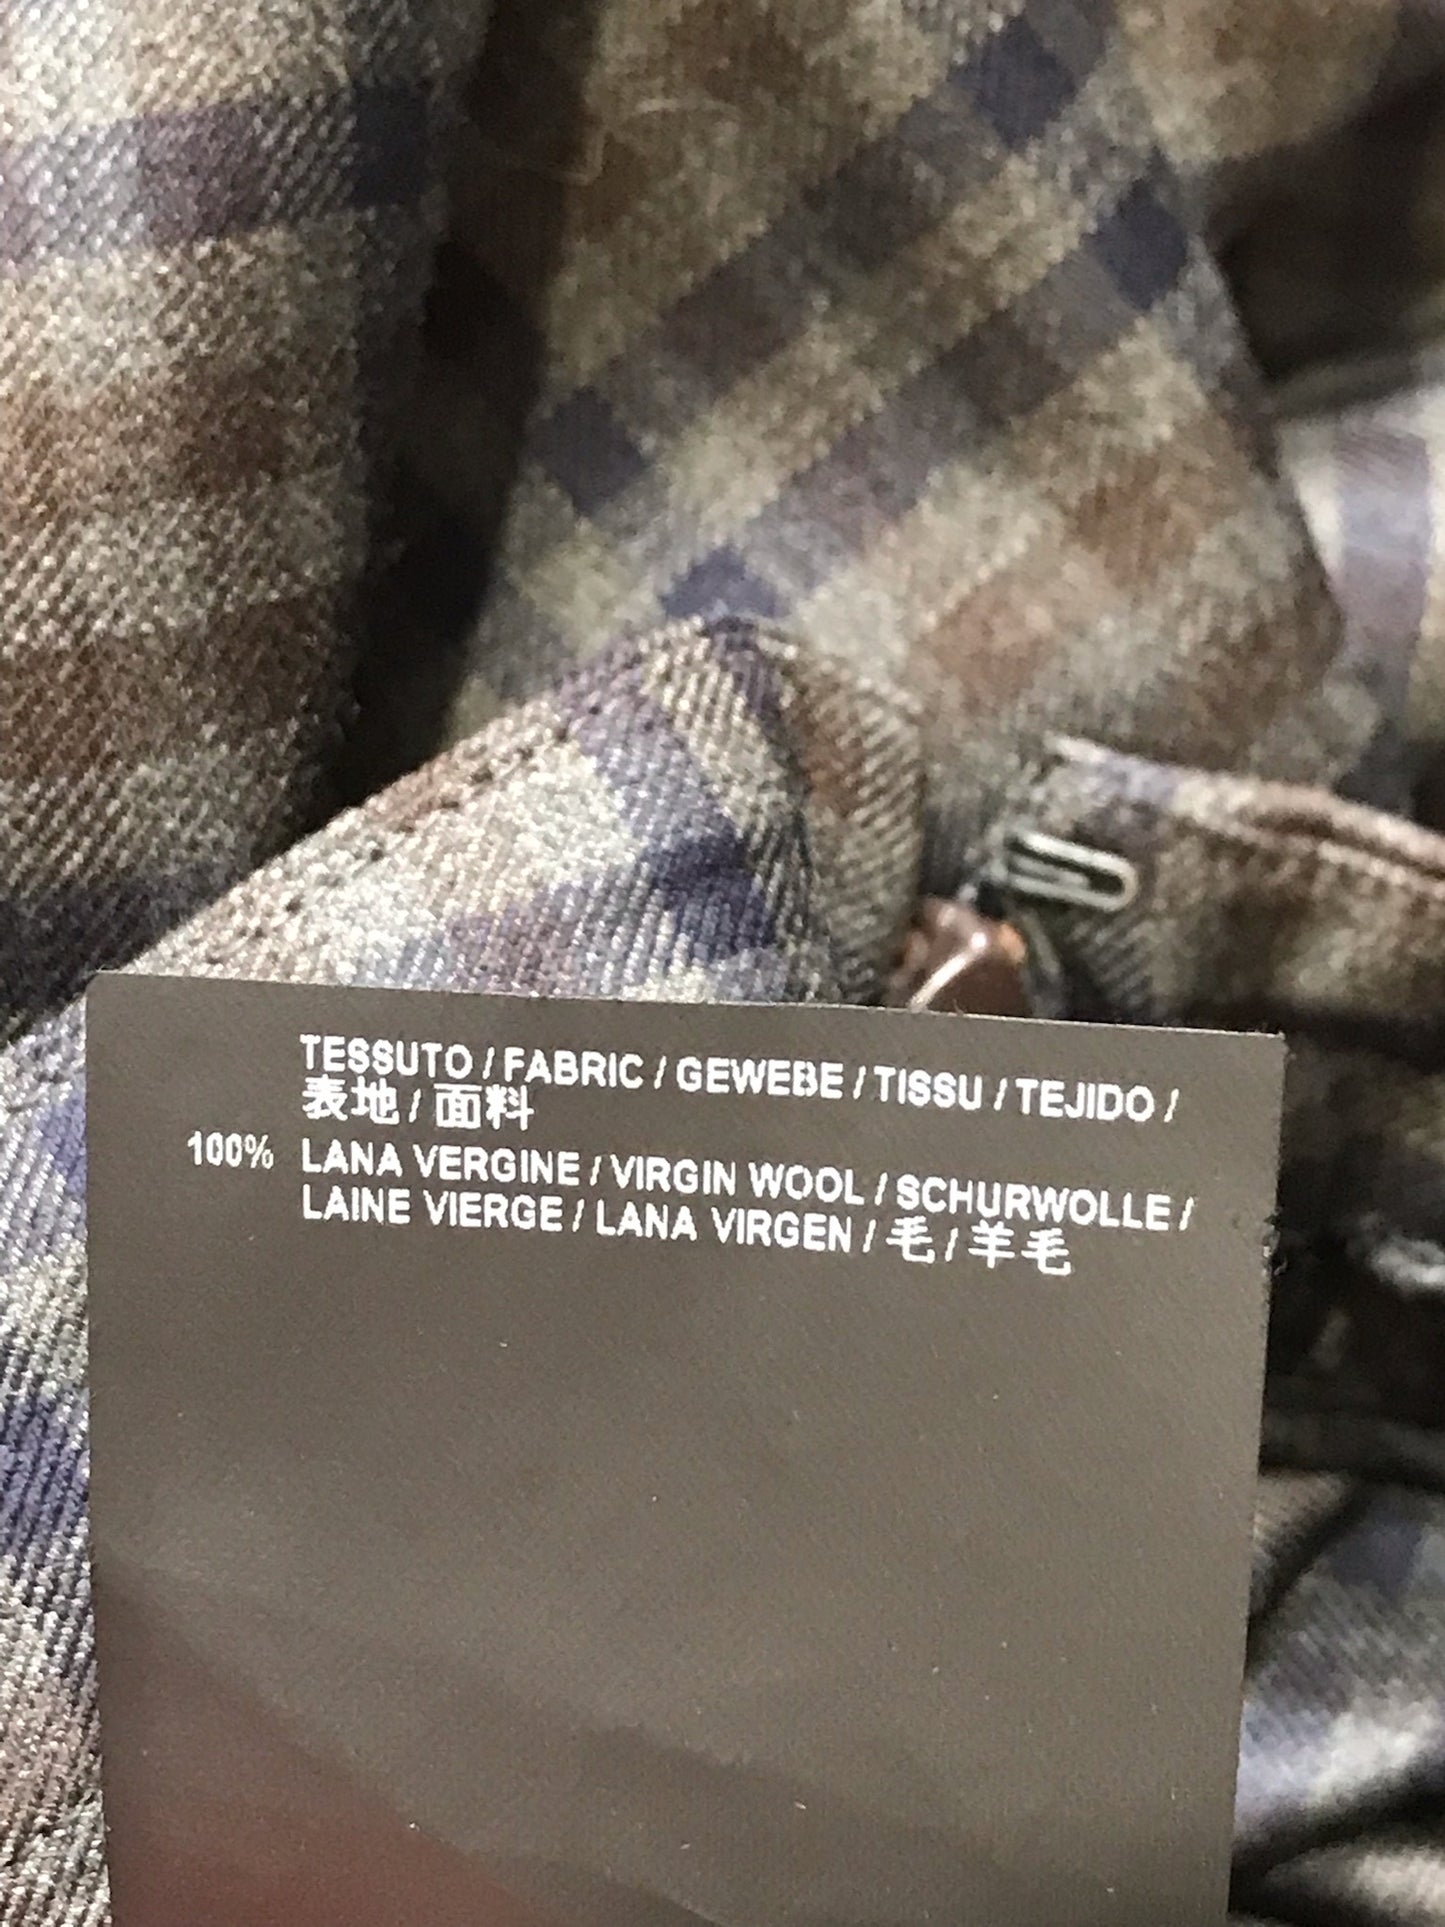 TESSUTO / FABRIC / GEWEBE / TISSU / TEJIDO /
表地 / 面料
100% LANA VERGINE / VIRGIN WOOL / SCHURWOLLE /
LAINE VIERGE / LANA VIRGEN / 毛 / 羊毛